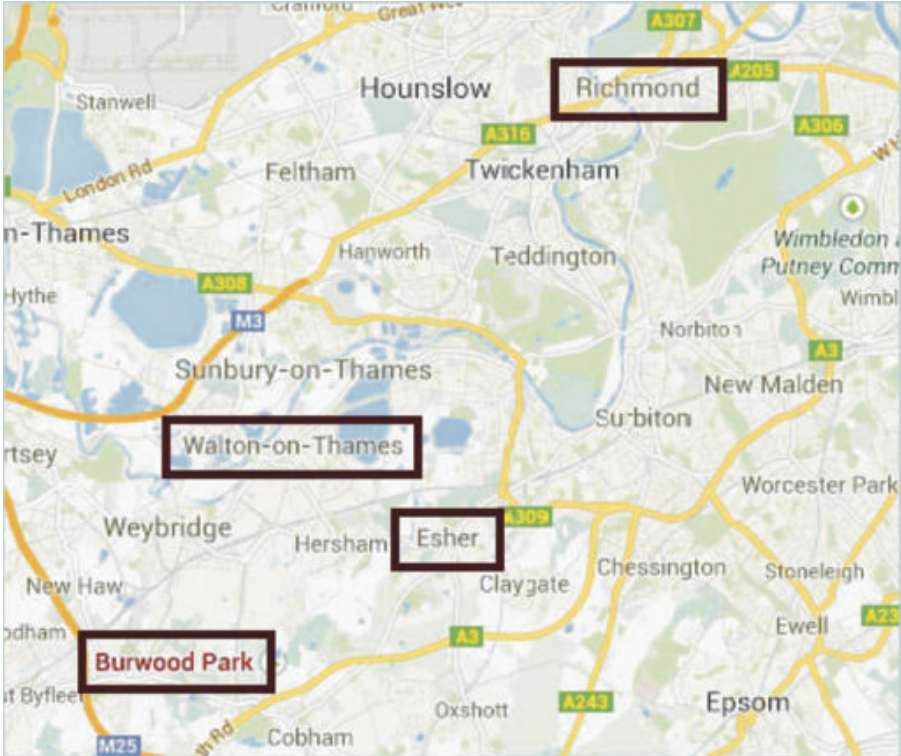 Cranford
Great We
A307
A205
Richmond
Hounslow
Stanwell
A306
A316
W H
London Rd
Feltham
Twickenham
n-Thames
Hanworth
Teddington
Wimbledon a
Putney Comm
A308
Hythe
Wimbl
M3
Norbiton
A3
Sunbury-on-Thames
New Malden
Surbiton
Walton-on-Thames
rtsey
Worcester Park
A309
Weybridge
Hersham
Esher
Claygate
Chessington
Stoneleigh
New Haw
A23
odham
A3
Ewell
Burwood Park
st Byfleet
A243
Epsom
Oxshott
M25
th Rd
Cobham